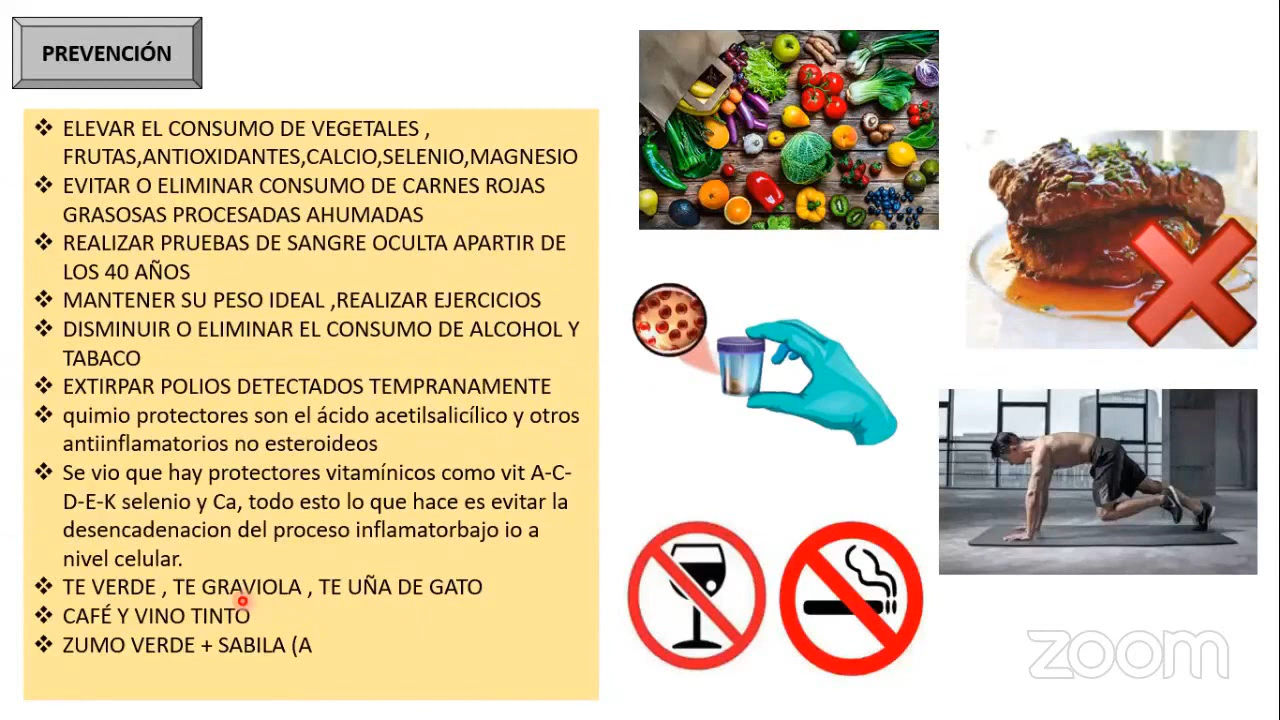 PREVENCIÓN
❖ ELEVAR EL CONSUMO DE VEGETALES ,
FRUTAS,ANTIOXIDANTES,CALCIO,SELENIO,MAGNESIO
❖ EVITAR O ELIMINAR CONSUMO DE CARNES ROJAS
GRASOSAS PROCESADAS AHUMADAS
❖ REALIZAR PRUEBAS DE SANGRE OCULTA APARTIR DE
LOS 40 AÑOS
❖ MANTENER SU PESO IDEAL ,REALIZAR EJERCICIOS
❖ DISMINUIR O ELIMINAR EL CONSUMO DE ALCOHOL Y
TABACO
❖ EXTIRPAR POLIOS DETECTADOS TEMPRANAMENTE
❖ quimio protectores son el ácido acetilsalicílico y otros
antiinflamatorios no esteroideos
❖ Se vio que hay protectores vitamínicos como vit A-C-
D-E-K selenio y Ca, todo esto lo que hace es evitar la
desencadenacion del proceso inflamatorbajo io a
nivel celular.
❖ TE VERDE , TE GRAVIOLA , TE UÑA DE GATO
❖ CAFÉ Y VINO TINTO
❖ ZUMO VERDE + SABILA (A
zoom